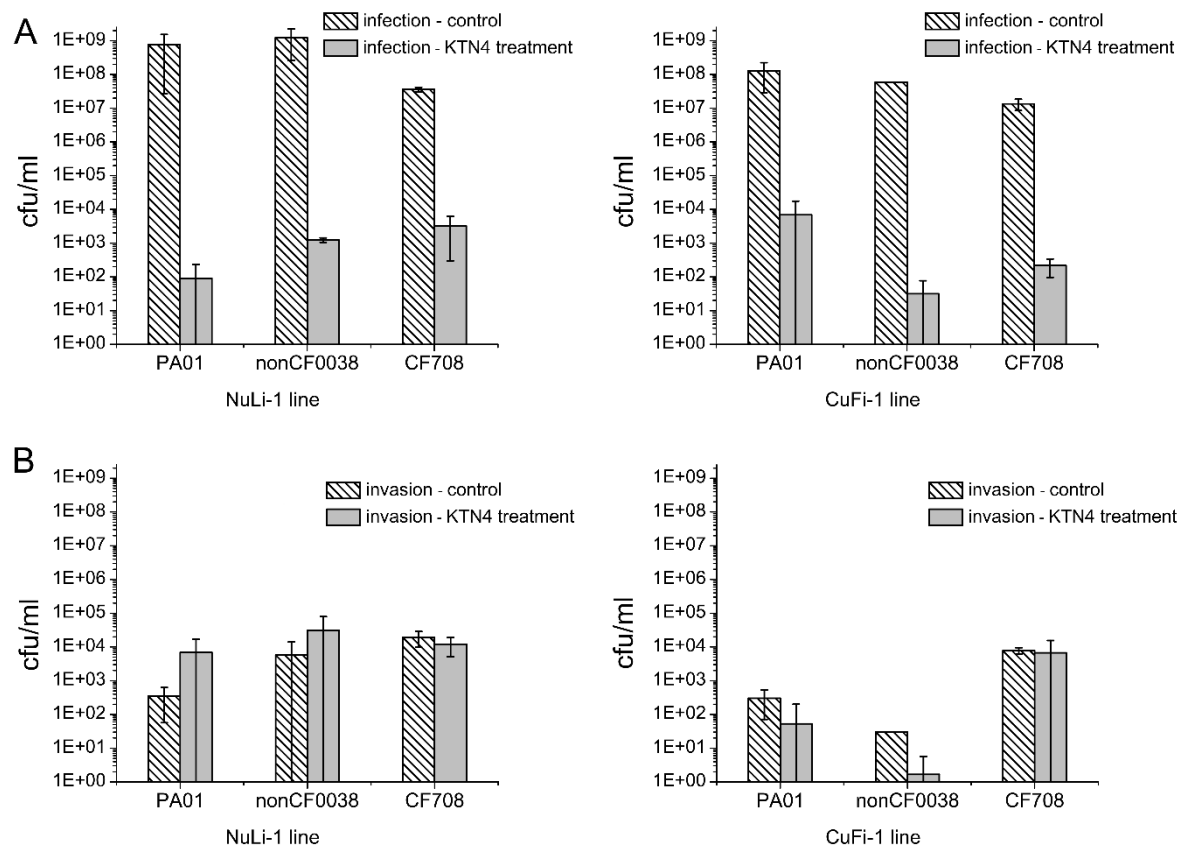 A
infection - control
infection - KTN4 treatment
cfu/ml
1E+09
1E+08
1E+07
1E+06
1E+05
1E+04
1E+03
1E+02
1E+01
1E+00
PA01 nonCF0038 CF708
NuLi-1 line
infection - control
infection - KTN4 treatment
cfu/ml
1E+09
1E+08
1E+07
1E+06
1E+05
1E+04
1E+03
1E+02
1E+01
1E+00
PA01 nonCF0038 CF708
CuFi-1 line
B
invasion - control
invasion - KTN4 treatment
cfu/ml
1E+09
1E+08
1E+07
1E+06
1E+05
1E+04
1E+03
1E+02
1E+01
1E+00
PA01 nonCF0038 CF708
NuLi-1 line
invasion - control
invasion - KTN4 treatment
cfu/ml
1E+09
1E+08
1E+07
1E+06
1E+05
1E+04
1E+03
1E+02
1E+01
1E+00
PA01 nonCF0038 CF708
CuFi-1 line